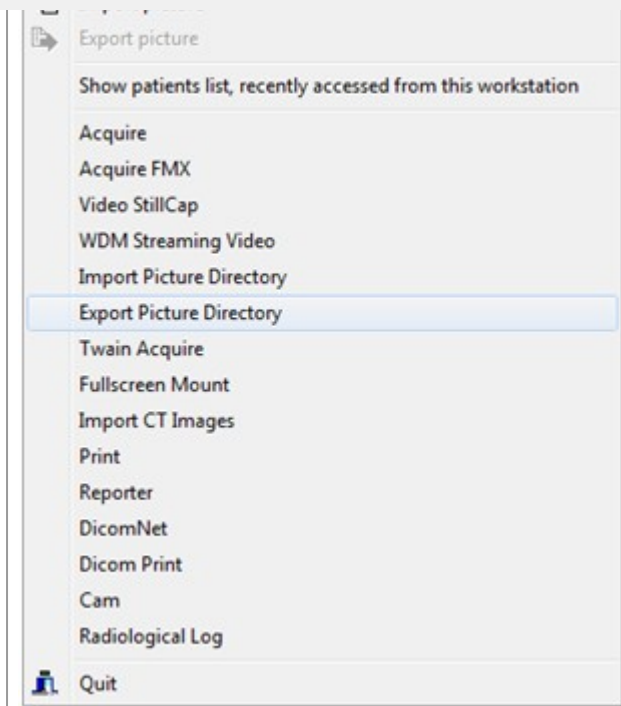 Export picture
Show patients list, recently accessed from this workstation
Acquire
Acquire FMX
Video StillCap
WDM Streaming Video
Import Picture Directory
Export Picture Directory
Twain Acquire
Fullscreen Mount
Import CT Images
Print
Reporter
DicomNet
Dicom Print
Cam
Radiological Log
Quit